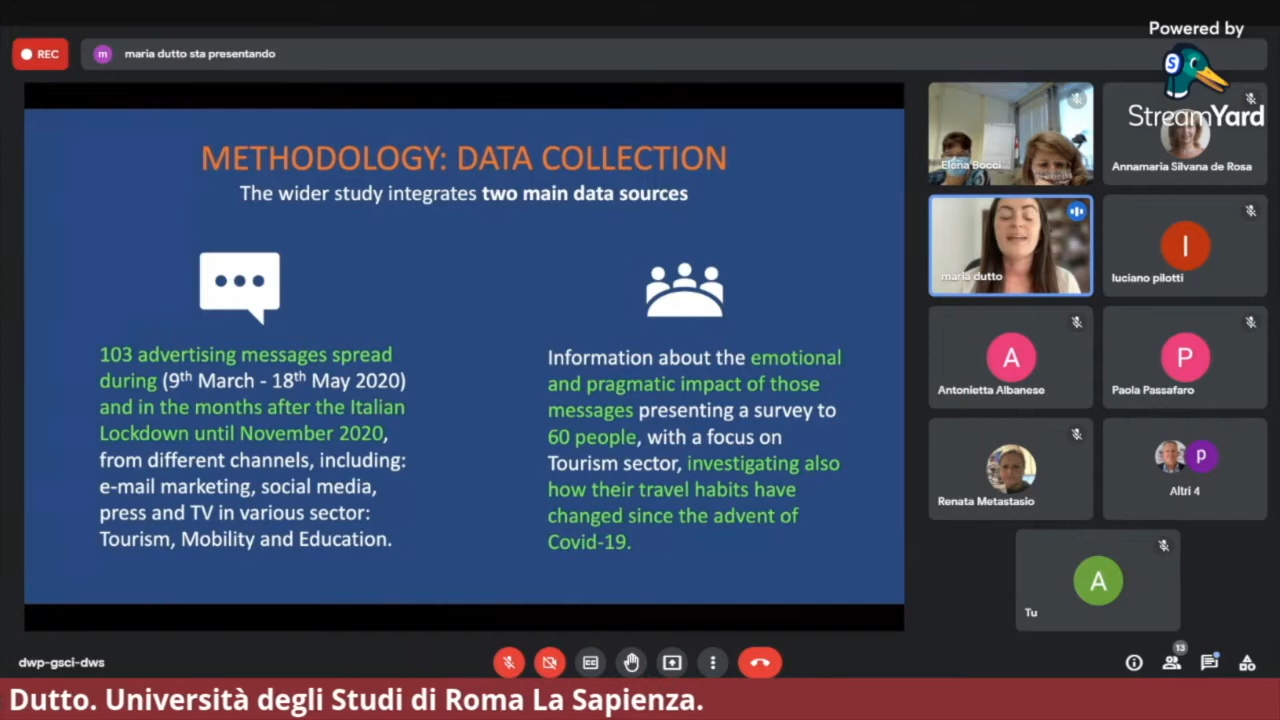 Powered by
StreamYard
REC
m
maria dutto sta presentando
METHODOLOGY: DATA COLLECTION
The wider study integrates two main data sources
103 advertising messages spread
during (9th March - 18th May 2020)
and in the months after the Italian
Lockdown until November 2020,
from different channels, including:
e-mail marketing, social media,
press and TV in various sector:
Tourism, Mobility and Education.
Information about the emotional
and pragmatic impact of those
messages presenting a survey to
60 people, with a focus on
Tourism sector, investigating also
how their travel habits have
changed since the advent of
Covid-19.
Elena Bocci
Annamaria Silvana de Rosa
maria dutto
l
luciano pilotti
A
Antonietta Albanese
P
Paola Passafaro
Renata Metastasio
p
Altri 4
A
Tu
dwp-gsci-dws
13
Dutto. Università degli Studi di Roma La Sapienza.